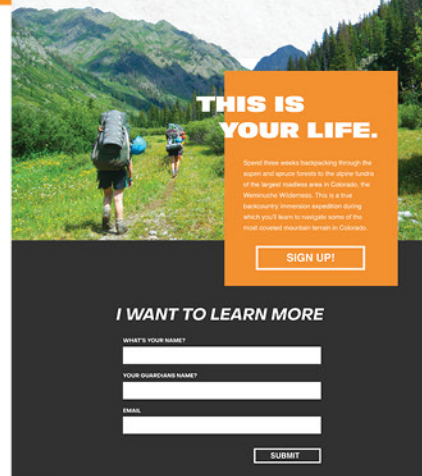 THIS IS
YOUR LIFE.
Spend three weeks backpacking through the
aspen and spruce forests to the alpine tundra
of the largest roadless area in Colorado, the
Weminucho Wilderness. This is a true
backcountry immersion expedition during
which you'll learn to navigate some of the
most coveted mountain terrain in Colorado.
SIGN UP!
I WANT TO LEARN MORE
WHAT'S YOUR NAME?
YOUR GUARDIANS NAME?
EMAIL
SUBMIT